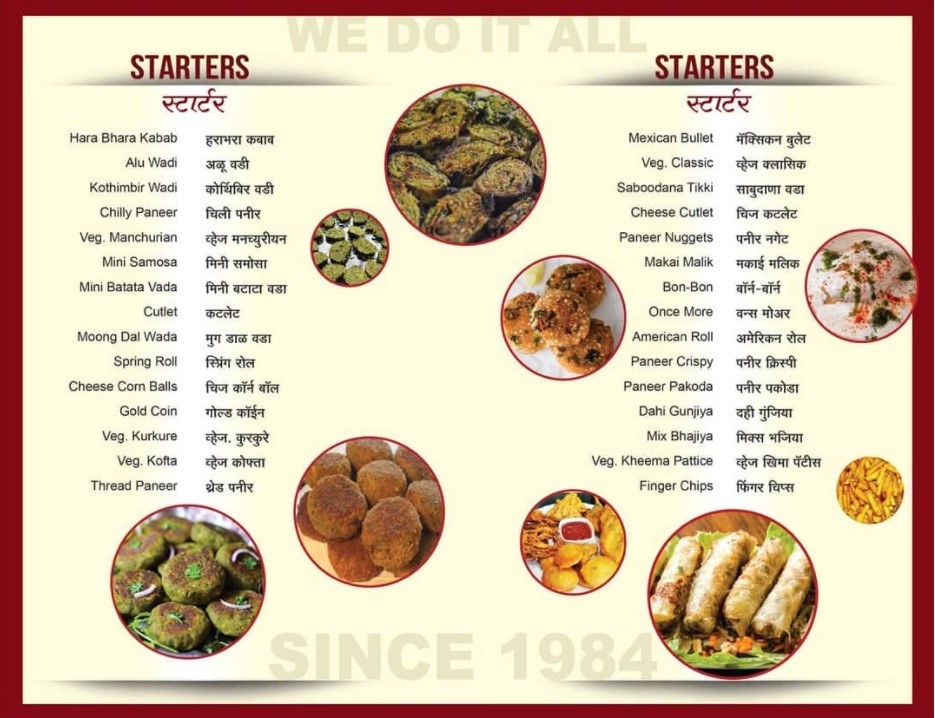 WE DO IT ALL
STARTERS
स्टार्टर
Hara Bhara Kabab हराभरा कबाब
Alu Wadi अळू वडी
Kothimbir Wadi कोथिंबिर वडी
Chilly Paneer चिली पनीर
Veg. Manchurian व्हेज मनच्युरीयन
Mini Samosa मिनी समोसा
Mini Batata Vada मिनी बटाटा वडा
Cutlet कटलेट
Moong Dal Wada मुग डाळ वडा
Spring Roll स्प्रिंग रोल
Cheese Corn Balls चिज कॉर्न बॉल
Gold Coin गोल्ड कॉईन
Veg. Kurkure व्हेज. कुरकुरे
Veg. Kofta व्हेज कोफ्ता
Thread Paneer थ्रेड पनीर
STARTERS
स्टार्टर
Mexican Bullet मॅक्सिकन बुलेट
Veg. Classic व्हेज क्लासिक
Saboodana Tikki साबुदाणा वडा
Cheese Cutlet चिज कटलेट
Paneer Nuggets पनीर नगेट
Makai Malik मकाई मलिक
Bon-Bon बॉर्न-बॉर्न
Once More वन्स मोअर
American Roll अमेरिकन रोल
Paneer Crispy पनीर क्रिस्पी
Paneer Pakoda पनीर पकोडा
Dahi Gunjiya दही गुंजिया
Mix Bhajiya मिक्स भजिया
Veg. Kheema Pattice व्हेज खिमा पॅटीस
Finger Chips फिंगर चिप्स
SINCE 1984